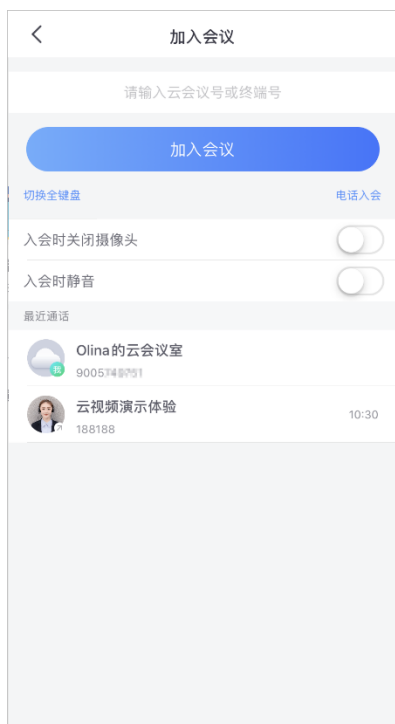 加入会议
请输入云会议号或终端号
加入会议
切换全键盘 电话入会
入会时关闭摄像头
入会时静音
最近通话
Olina的云会议室
我
9005
云视频演示体验 10:30
188188